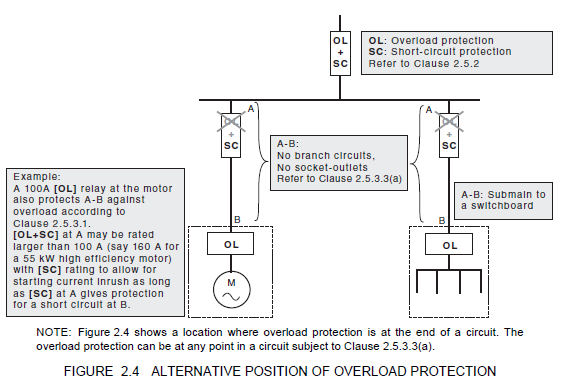 OL
+
SC
OL: Overload protection
SC: Short-circuit protection
Refer to Clause 2.5.2
A
OL
+
SC
A-B:
No branch circuits,
No socket-outlets
Refer to Clause 2.5.3.3(a)
A
OL
+
SC
Example:
A 100A [OL] relay at the motor
also protects A-B against
overload according to
Clause 2.5.3.1.
[OL+SC] at A may be rated
larger than 100 A (say 160 A for
a 55 kW high efficiency motor)
with [SC] rating to allow for
starting current inrush as long
as [SC] at A gives protection
for a short circuit at B.
A-B: Submain to
a switchboard
B
OL
M
B
OL
NOTE: Figure 2.4 shows a location where overload protection is at the end of a circuit. The
overload protection can be at any point in a circuit subject to Clause 2.5.3.3(a).
FIGURE 2.4 ALTERNATIVE POSITION OF OVERLOAD PROTECTION